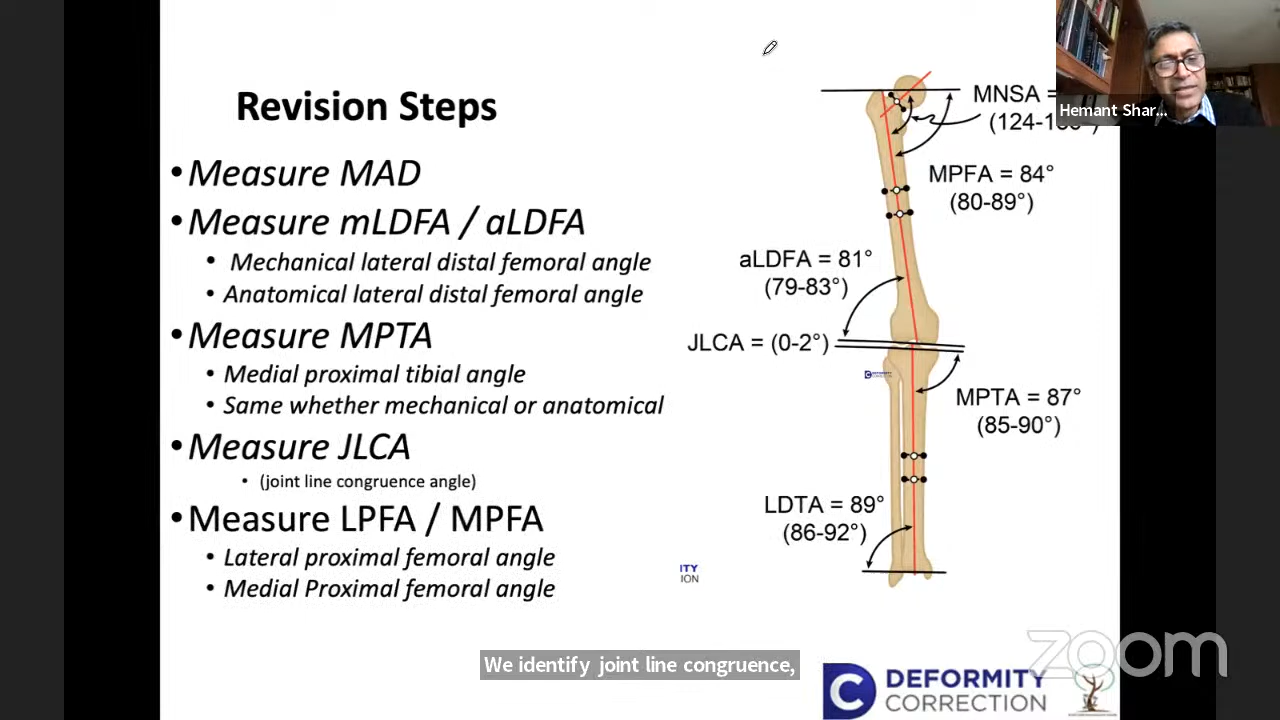 Revision Steps
•Measure MAD
•Measure mLDFA / aLDFA
• Mechanical lateral distal femoral angle
• Anatomical lateral distal femoral angle
•Measure MPTA
• Medial proximal tibial angle
• Same whether mechanical or anatomical
•Measure JLCA
• (joint line congruence angle)
•Measure LPFA / MPFA
• Lateral proximal femoral angle
• Medial Proximal femoral angle
MNSA =
(124-
MPFA = 84°
(80-89°)
aLDFA = 81°
(79-83°)
JLCA = (0-2°)
MPTA = 87°
(85-90°)
LDTA = 89°
(86-92°)
ITY
ION
Hemant Shar...
We identify joint line congruence,
zoom
C DEFORMITY
CORRECTION